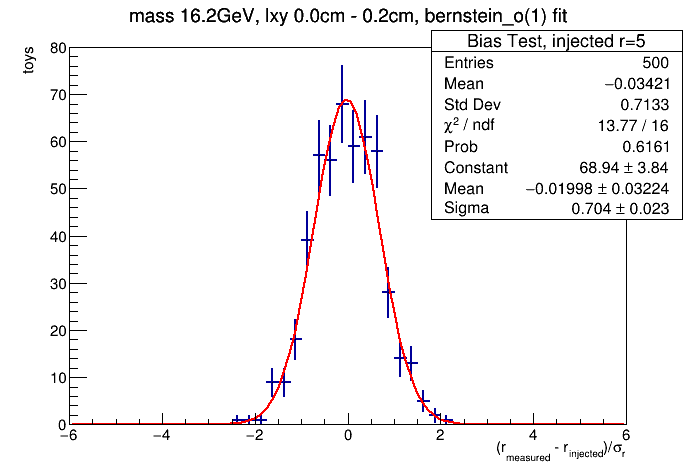 mass 16.2GeV, lxy 0.0cm - 0.2cm, bernstein_o(1) fit
toys
80
70
60
50
40
30
20
10
0
−6
−4
−2
0
2
4
6
(r_measured - r_injected)/σ_r
Bias Test, injected r=5
Entries 500
Mean −0.03421
Std Dev 0.7133
χ² / ndf 13.77 / 16
Prob 0.6161
Constant 68.94 ± 3.84
Mean −0.01998 ± 0.03224
Sigma 0.704 ± 0.023